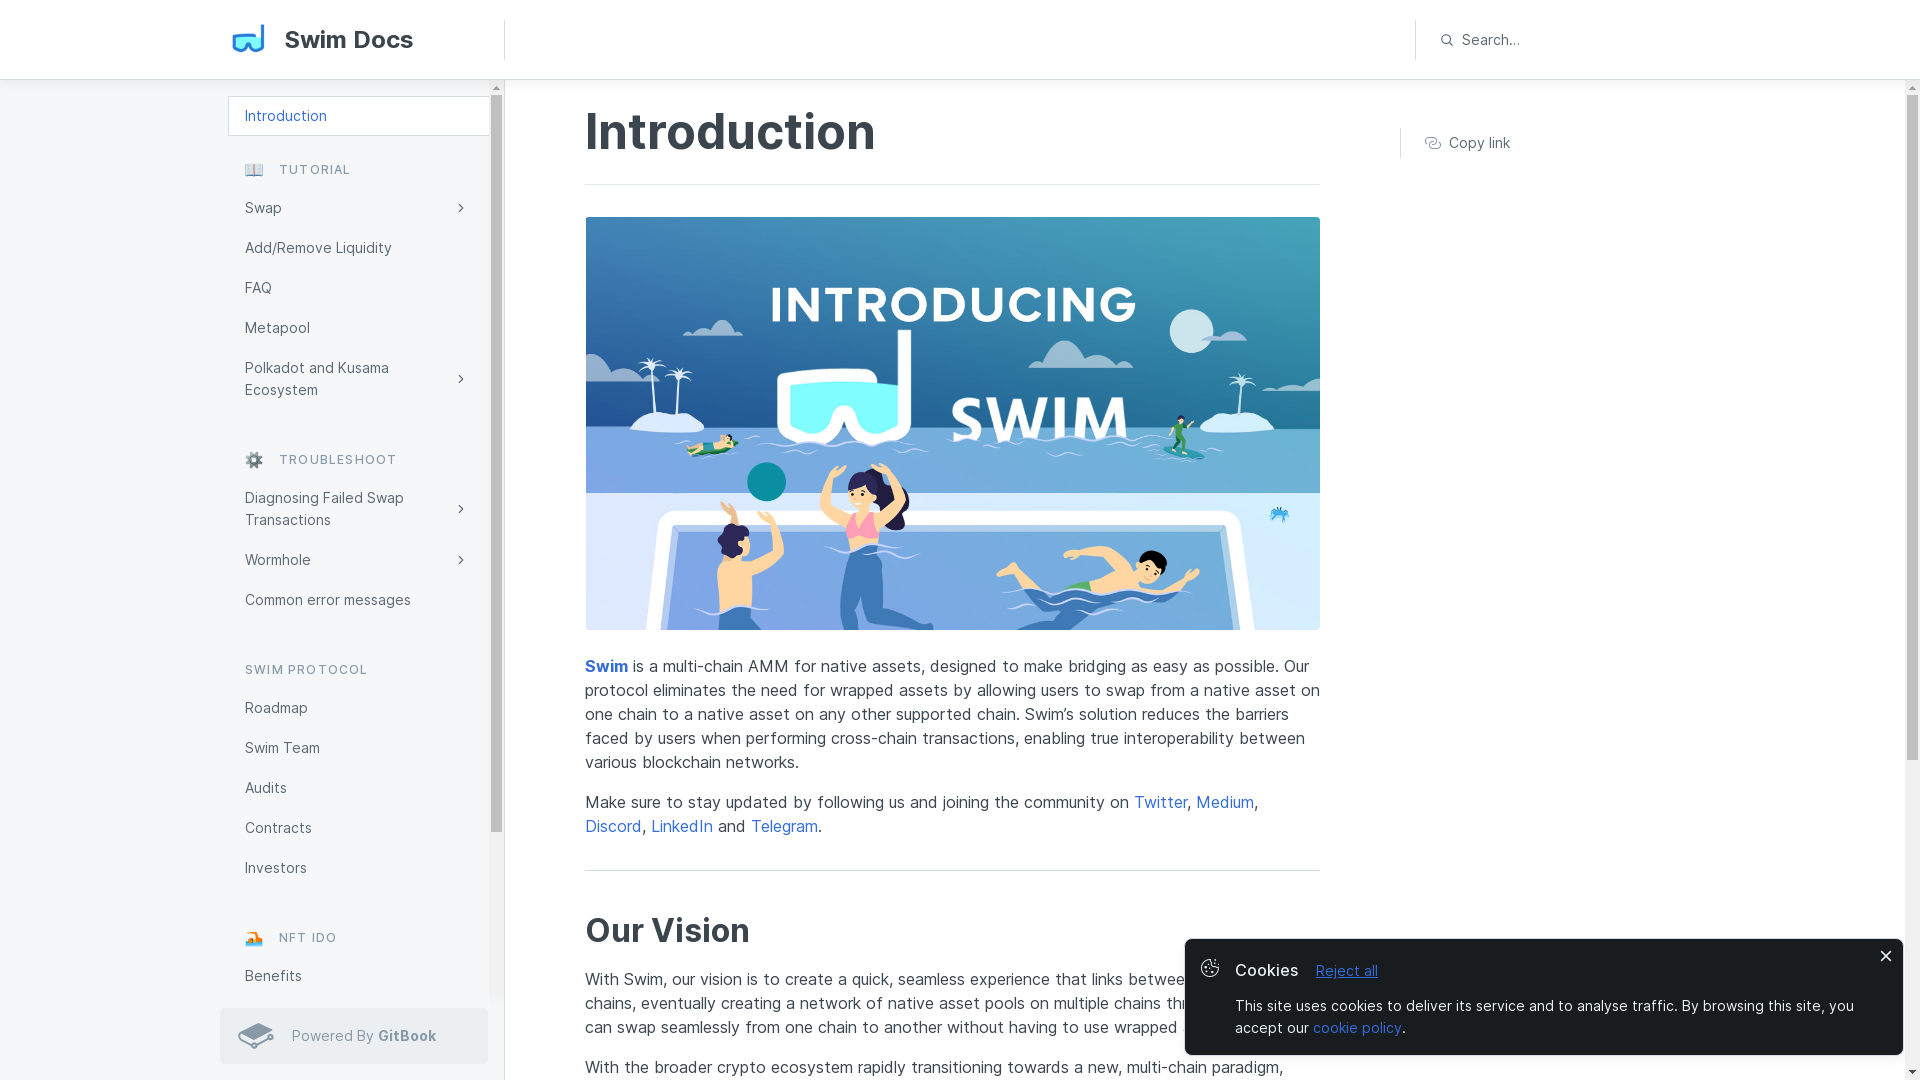 Swim Docs
Search…
Introduction
TUTORIAL
Swap
Add/Remove Liquidity
FAQ
Metapool
Polkadot and Kusama
Ecosystem
TROUBLESHOOT
Diagnosing Failed Swap
Transactions
Wormhole
Common error messages
SWIM PROTOCOL
Roadmap
Swim Team
Audits
Contracts
Investors
NFT IDO
Benefits
Powered By GitBook
Introduction
Copy link
INTRODUCING
SWIM
Swim is a multi-chain AMM for native assets, designed to make bridging as easy as possible. Our
protocol eliminates the need for wrapped assets by allowing users to swap from a native asset on
one chain to a native asset on any other supported chain. Swim’s solution reduces the barriers
faced by users when performing cross-chain transactions, enabling true interoperability between
various blockchain networks.
Make sure to stay updated by following us and joining the community on Twitter, Medium,
Discord, LinkedIn and Telegram.
Our Vision
With Swim, our vision is to create a quick, seamless experience that links
chains, eventually creating a network of native asset pools on multiple chains
can swap seamlessly from one chain to another without having to use wrapped
With the broader crypto ecosystem rapidly transitioning towards a new, multi-chain paradigm,
Cookies Reject all
This site uses cookies to deliver its service and to analyse traffic. By browsing this site, you
accept our cookie policy.